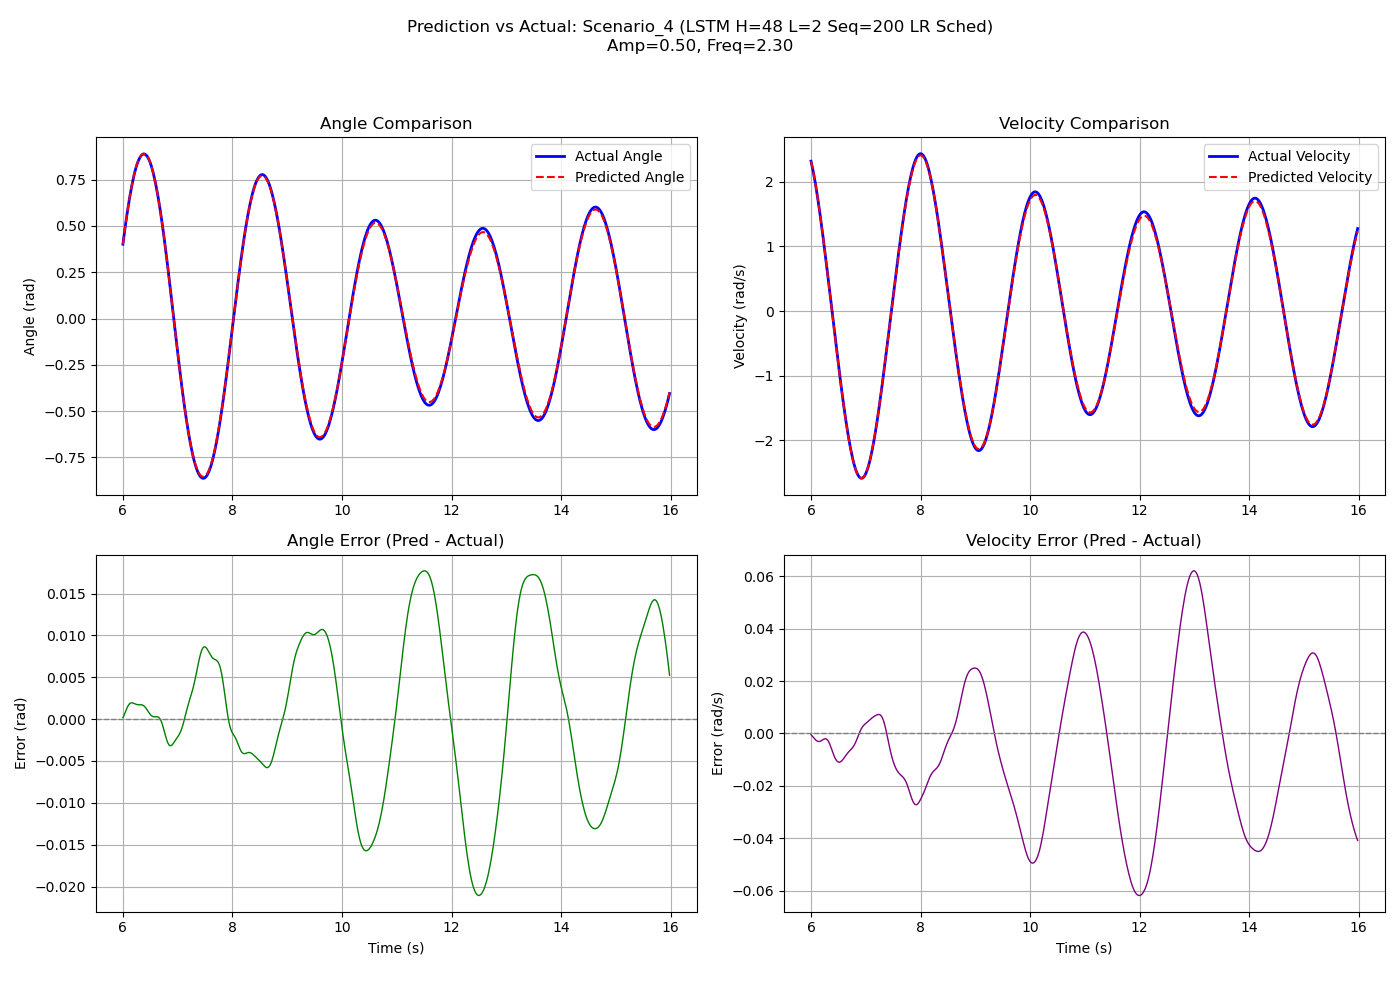 Prediction vs Actual: Scenario_4 (LSTM H=48 L=2 Seq=200 LR Sched)
Amp=0.50, Freq=2.30
Angle Comparison
Actual Angle
Predicted Angle
Angle (rad)
0.75
0.50
0.25
0.00
−0.25
−0.50
−0.75
6 8 10 12 14 16
Velocity Comparison
Actual Velocity
Predicted Velocity
Velocity (rad/s)
2
1
0
−1
−2
6 8 10 12 14 16
Angle Error (Pred - Actual)
Error (rad)
0.015
0.010
0.005
0.000
−0.005
−0.010
−0.015
−0.020
6 8 10 12 14 16
Time (s)
Velocity Error (Pred - Actual)
Error (rad/s)
0.06
0.04
0.02
0.00
−0.02
−0.04
−0.06
6 8 10 12 14 16
Time (s)